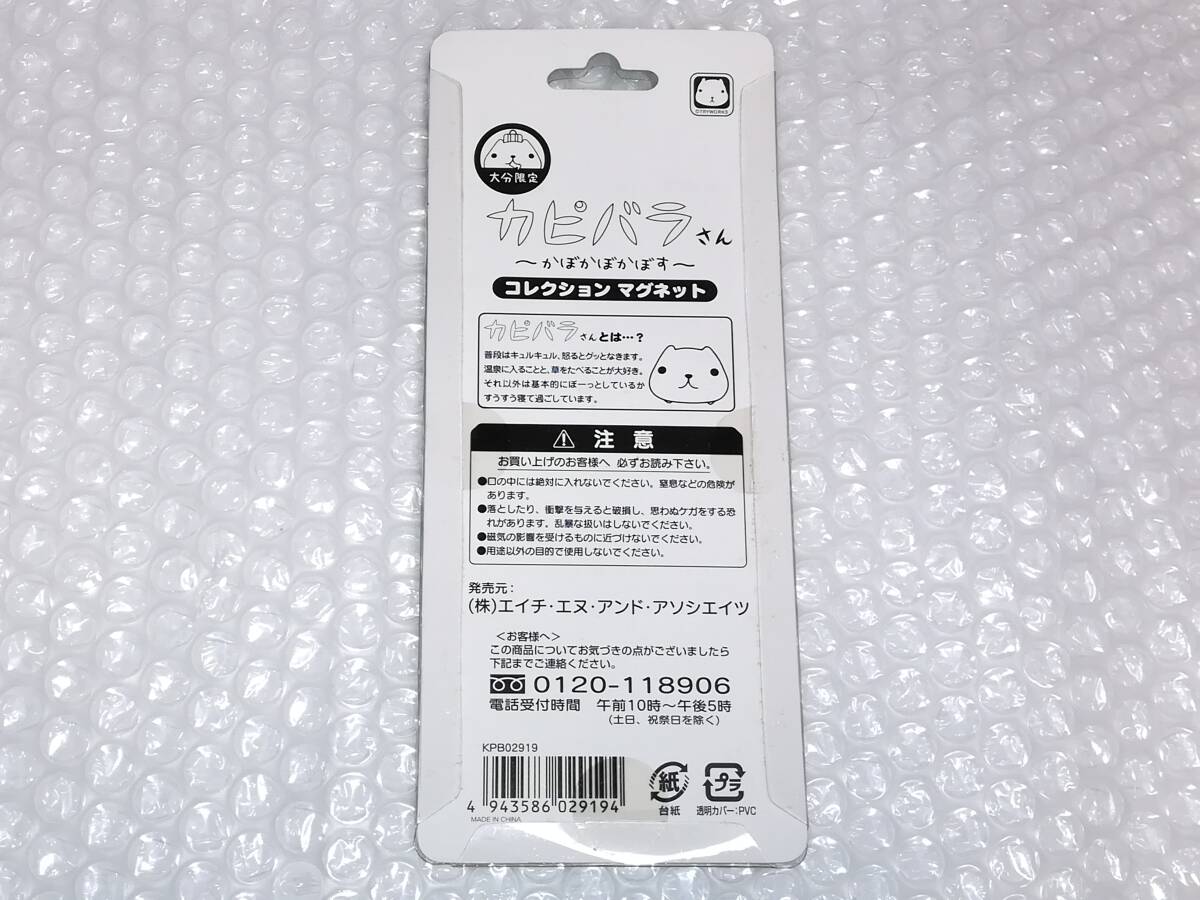 ©TRYWORKS
大分限定
カピバラさん
～かぼかぼかぼす～
コレクション マグネット
カピバラさんとは…？
普段はキュルキュル、怒るとグッとなきます。
温泉に入ることと、草をたべることが大好き。
それ以外は基本的にぼーっとしているか
すうすう寝て過ごしています。
⚠ 注 意
お買い上げのお客様へ 必ずお読み下さい。
●口の中には絶対に入れないでください。窒息などの危険が
あります。
●落としたり、衝撃を与えると破損し、思わぬケガをする恐
れがあります。乱暴な扱いはしないでください。
●磁気の影響を受けるものに近づけないでください。
●用途以外の目的で使用しないでください。
発売元：
(株)エイチ・エヌ・アンド・アソシエイツ
＜お客様へ＞
この商品についてお気づきの点がございましたら
下記までご連絡ください。
0120-118906
電話受付時間 午前10時～午後5時
(土日、祝祭日を除く)
KPB02919
4 943586 029194
MADE IN CHINA
紙
台紙
プラ
透明カバー：PVC